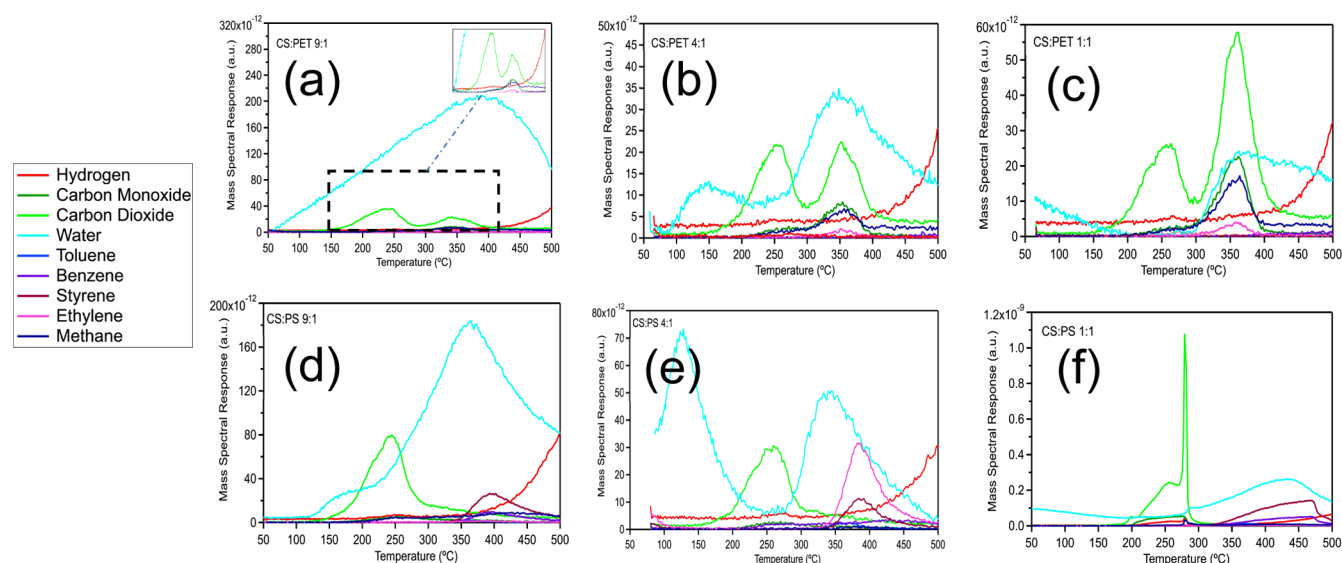 Hydrogen
Carbon Monoxide
Carbon Dioxide
Water
Toluene
Benzene
Styrene
Ethylene
Methane
320x10-12
CS:PET 9:1
(a)
Mass Spectral Response (a.u.)
280
240
200
160
120
80
40
0
50 100 150 200 250 300 350 400 450 500
Temperature (ºC)
50x10-12
CS:PET 4:1
(b)
Mass Spectral Response (a.u.)
45
40
35
30
25
20
15
10
5
0
50 100 150 200 250 300 350 400 450 500
Temperature (ºC)
60x10-12
CS:PET 1:1
(c)
Mass Spectral Response (a.u.)
50
40
30
20
10
0
50 100 150 200 250 300 350 400 450 500
Temperature (ºC)
200x10-12
CS:PS 9:1
(d)
Mass Spectral Response (a.u.)
160
120
80
40
0
50 100 150 200 250 300 350 400 450 500
Temperature (ºC)
80x10-12
CS:PS 4:1
(e)
Mass Spectral Response (a.u.)
70
60
50
40
30
20
10
0
50 100 150 200 250 300 350 400 450 500
Temperature (ºC)
1.2x10-9
CS:PS 1:1
(f)
Mass Spectral Response (a.u.)
1.0
0.8
0.6
0.4
0.2
0.0
50 100 150 200 250 300 350 400 450 500
Temperature (ºC)